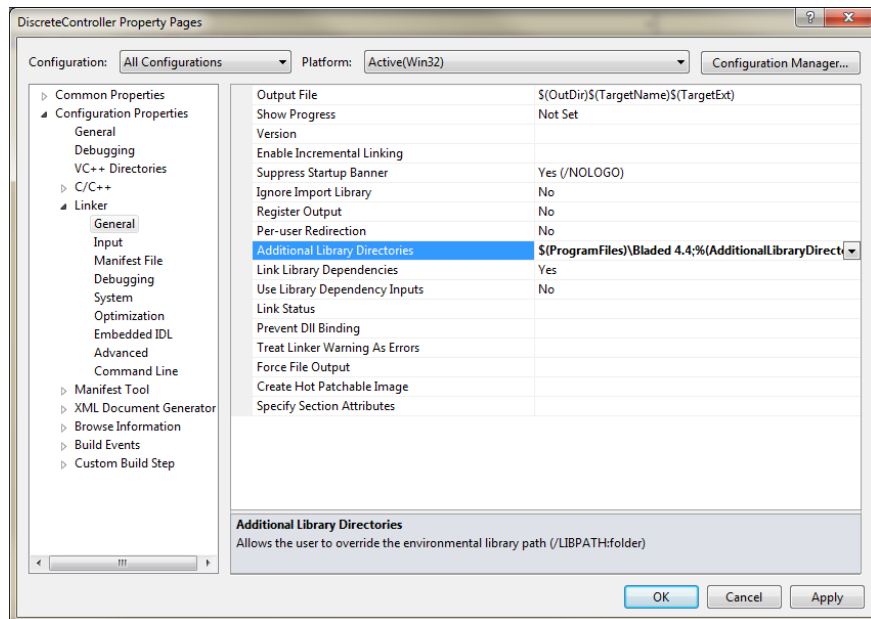 DiscreteController Property Pages
Configuration: All Configurations Platform: Active(Win32) Configuration Manager...
Common Properties
Configuration Properties
General
Debugging
VC++ Directories
C/C++
Linker
General
Input
Manifest File
Debugging
System
Optimization
Embedded IDL
Advanced
Command Line
Manifest Tool
XML Document Generator
Browse Information
Build Events
Custom Build Step
Output File $(OutDir)$(TargetName)$(TargetExt)
Show Progress Not Set
Version
Enable Incremental Linking
Suppress Startup Banner Yes (/NOLOGO)
Ignore Import Library No
Register Output No
Per-user Redirection No
Additional Library Directories $(ProgramFiles)\Bladed 4.4;%(AdditionalLibraryDirect
Link Library Dependencies Yes
Use Library Dependency Inputs No
Link Status
Prevent Dll Binding
Treat Linker Warning As Errors
Force File Output
Create Hot Patchable Image
Specify Section Attributes
Additional Library Directories
Allows the user to override the environmental library path (/LIBPATH:folder)
OK Cancel Apply